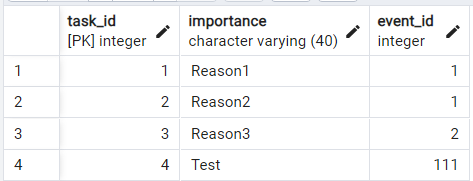 task_id importance event_id
[PK] integer character varying (40) integer
1 1 Reason1 1
2 2 Reason2 1
3 3 Reason3 2
4 4 Test 111